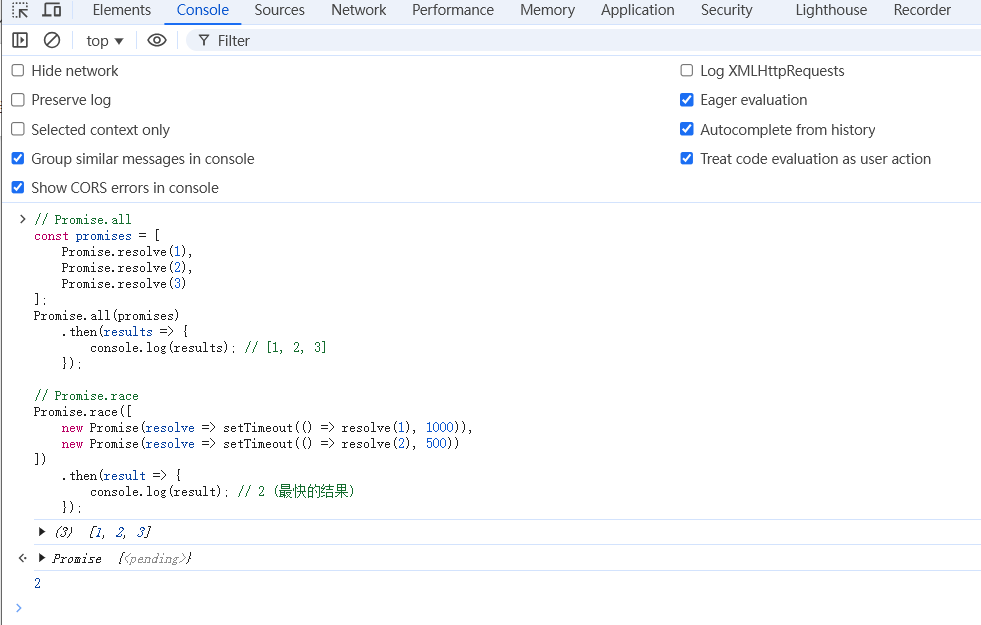 Elements Console Sources Network Performance Memory Application Security Lighthouse Recorder
top Filter
Hide network Log XMLHttpRequests
Preserve log Eager evaluation
Selected context only Autocomplete from history
Group similar messages in console Treat code evaluation as user action
Show CORS errors in console
// Promise.all
const promises = [
    Promise.resolve(1),
    Promise.resolve(2),
    Promise.resolve(3)
];
Promise.all(promises)
    .then(results => {
        console.log(results); // [1, 2, 3]
    });
// Promise.race
Promise.race([
    new Promise(resolve => setTimeout(() => resolve(1), 1000)),
    new Promise(resolve => setTimeout(() => resolve(2), 500))
])
    .then(result => {
        console.log(result); // 2 (最快的结果)
    });
(3) [1, 2, 3]
Promise {<pending>}
2